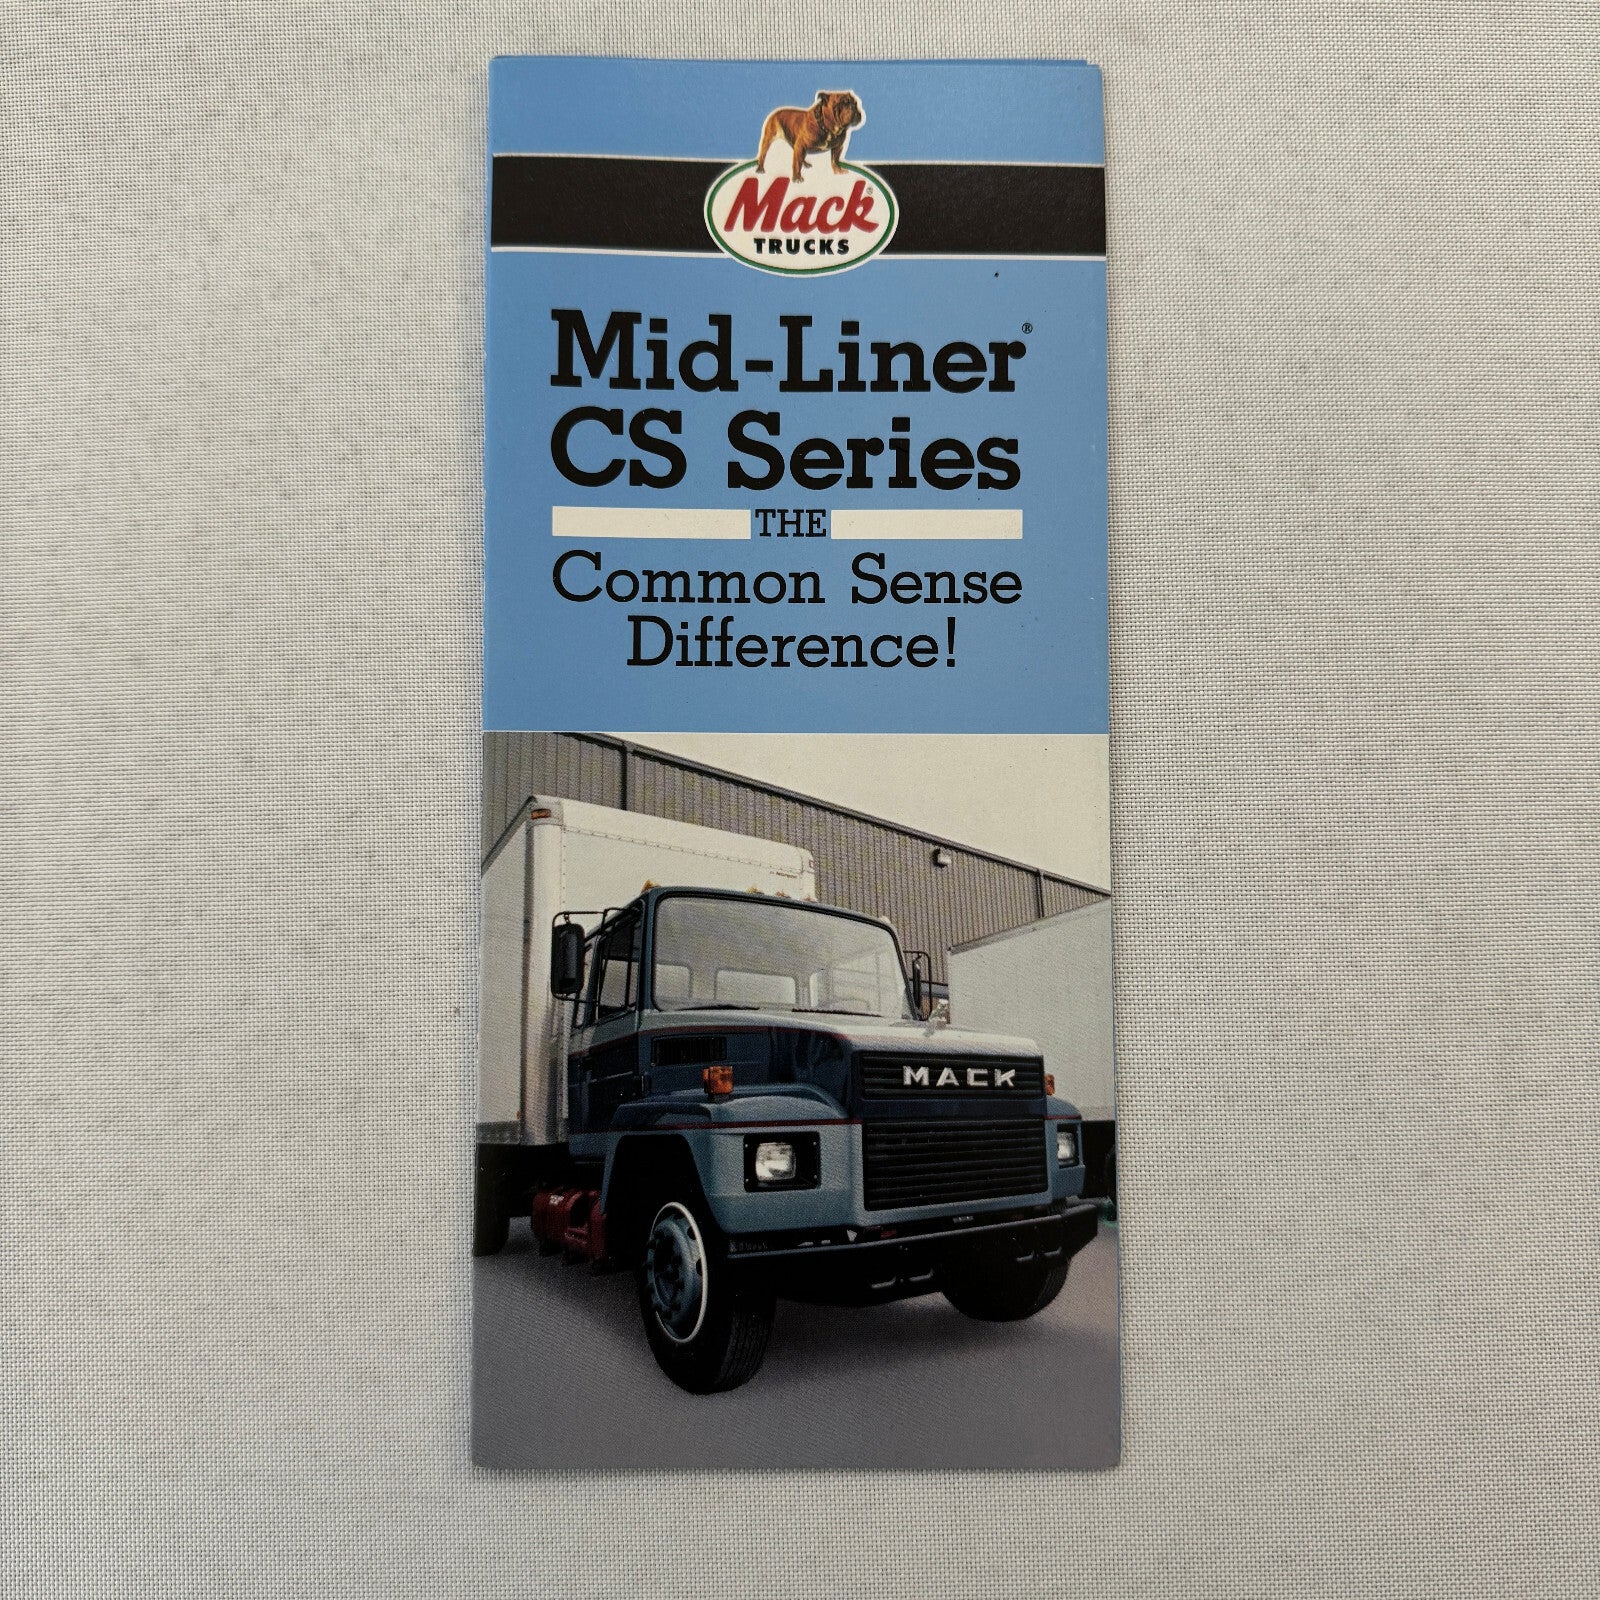 Mack®
TRUCKS
Mid-Liner®
CS Series
THE
Common Sense
Difference!
MACK